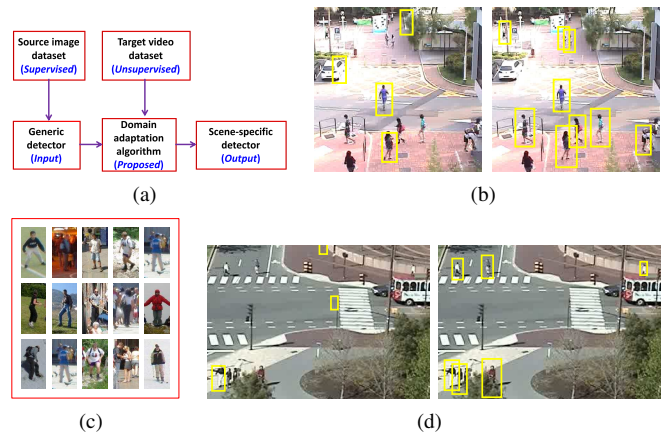 Source image
dataset
(Supervised)
Target video
dataset
(Unsupervised)
Generic
detector
(Input)
Domain
adaptation
algorithm
(Proposed)
Scene-specific
detector
(Output)
(a)
(b)
(c)
(d)